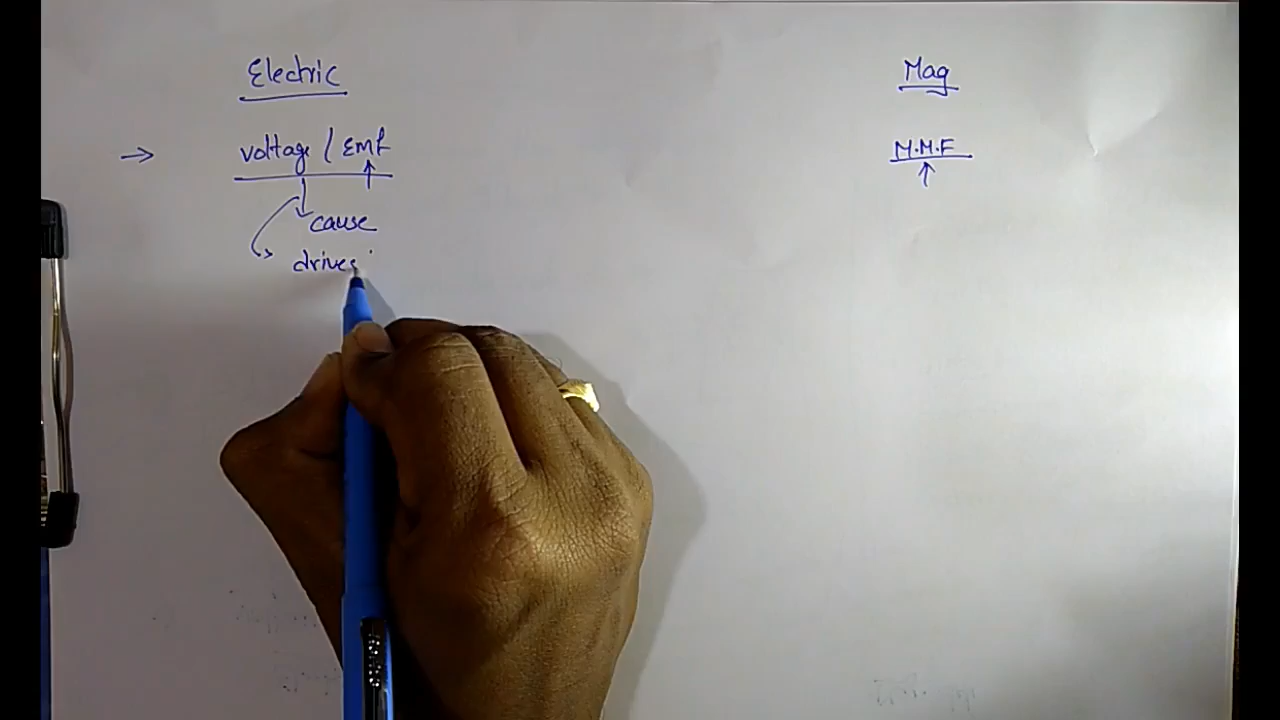 Electric
Mag
→ voltage / Emf
M.M.F
cause
drives